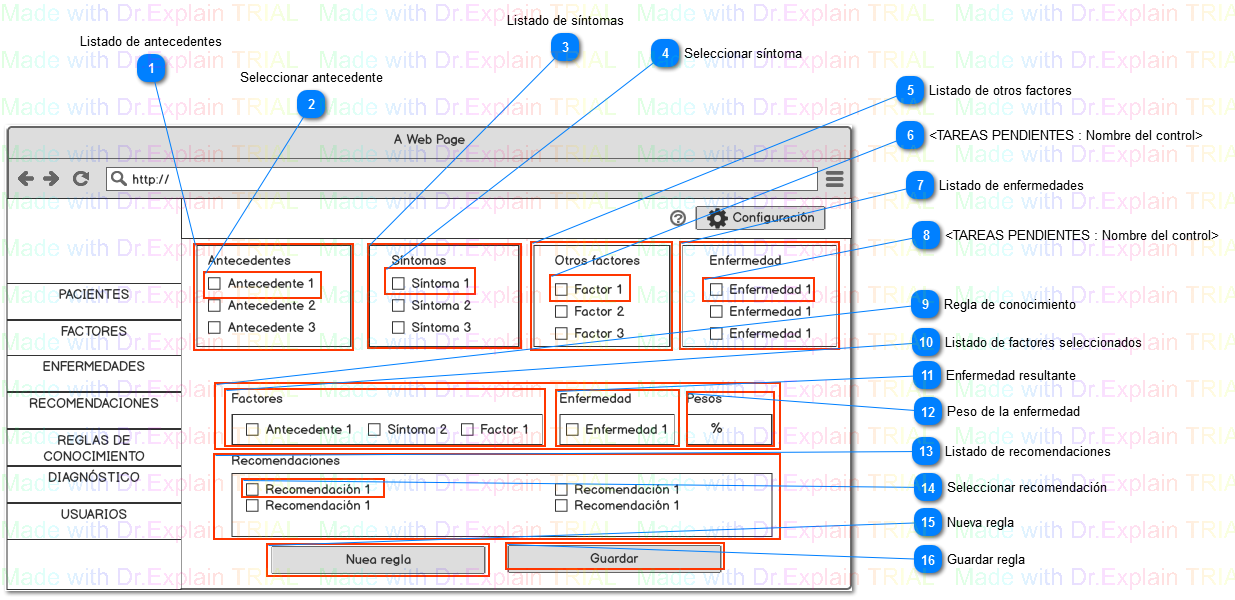 Made with Dr.Explain TRIAL
Listado de síntomas
3
Listado de antecedentes
1
4
Seleccionar síntoma
Seleccionar antecedente
2
5
Listado de otros factores
6
<TAREAS PENDIENTES : Nombre del control>
7
Listado de enfermedades
8
<TAREAS PENDIENTES : Nombre del control>
9
Regla de conocimiento
10
Listado de factores seleccionados
11
Enfermedad resultante
12
Peso de la enfermedad
13
Listado de recomendaciones
14
Seleccionar recomendación
15
Nueva regla
16
Guardar regla
A Web Page
http://
Configuración
PACIENTES
FACTORES
ENFERMEDADES
RECOMENDACIONES
REGLAS DE
CONOCIMIENTO
DIAGNÓSTICO
USUARIOS
Antecedentes
Antecedente 1
Antecedente 2
Antecedente 3
Síntomas
Síntoma 1
Síntoma 2
Síntoma 3
Otros factores
Factor 1
Factor 2
Factor 3
Enfermedad
Enfermedad 1
Enfermedad 1
Enfermedad 1
Factores
Antecedente 1 Síntoma 2 Factor 1
Enfermedad
Enfermedad 1
Pesos
%
Recomendaciones
Recomendación 1 Recomendación 1
Recomendación 1 Recomendación 1
Nuea regla
Guardar